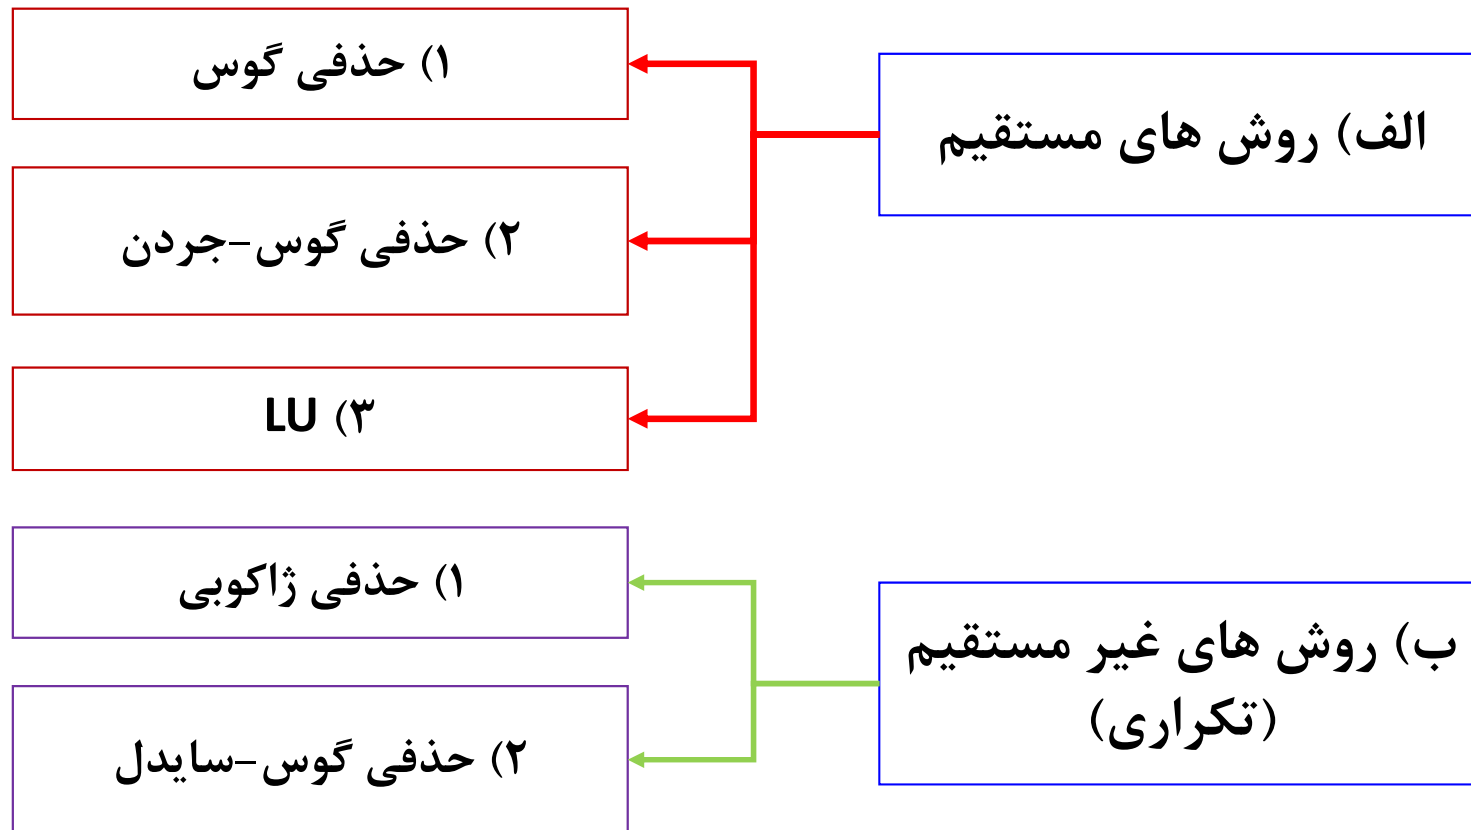 الف) روش های مستقیم
۱) حذفی گوس
۲) حذفی گوس-جردن
۳) LU
ب) روش های غیر مستقیم
(تکراری)
۱) حذفی ژاکوبی
۲) حذفی گوس-سایدل